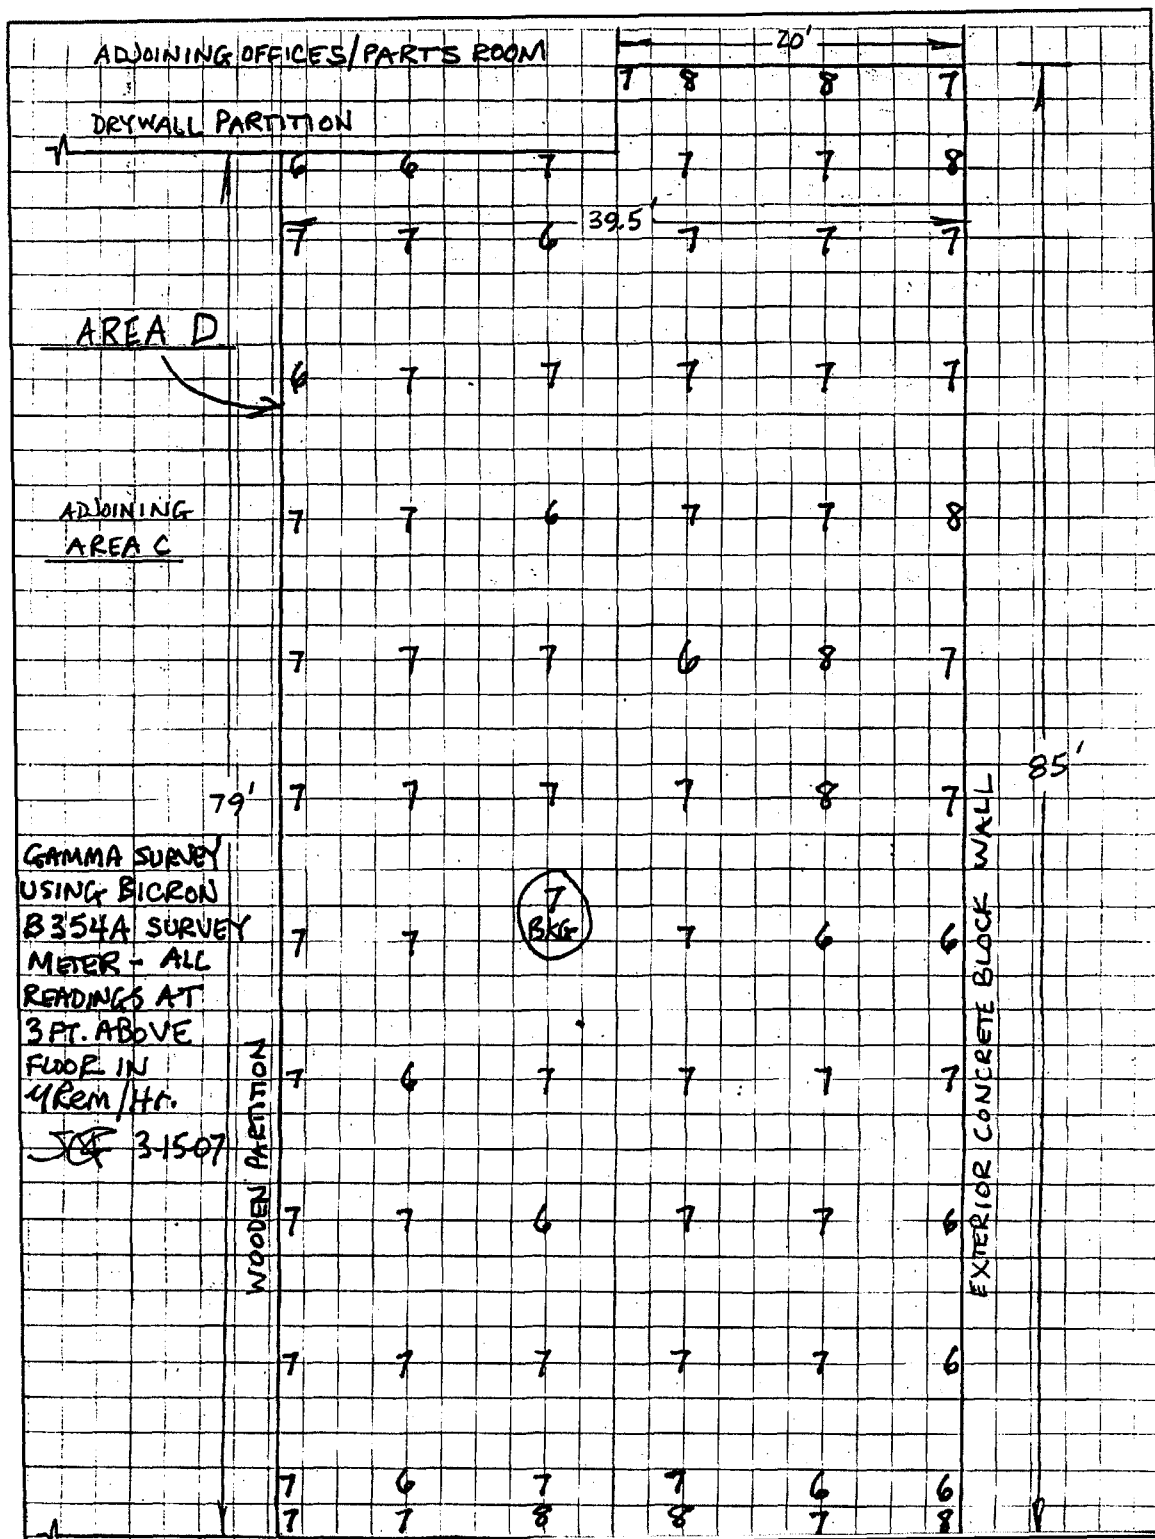 ADJOINING OFFICES/PARTS ROOM
20'
7 8 8 7
DRYWALL PARTITION
6 6 7 7 7 8
39.5'
7 7 6 7 7 7
AREA D
6 7 7 7 7 7
ADJOINING
AREA C
7 7 6 7 7 8
7 7 7 6 8 7
85'
79'
7 7 7 7 8 7
GAMMA SURVEY
USING BICRON
B354A SURVEY
METER - ALL
READINGS AT
3 FT. ABOVE
FLOOR IN
μRem/Hr.
3-15-07
7 7 7 7 6 6
BKG
WOODEN PARTITION
EXTERIOR CONCRETE BLOCK WALL
7 6 7 7 7 7
7 7 6 7 7 6
7 7 7 7 7 6
7 6 7 7 6 6
7 7 8 8 7 8